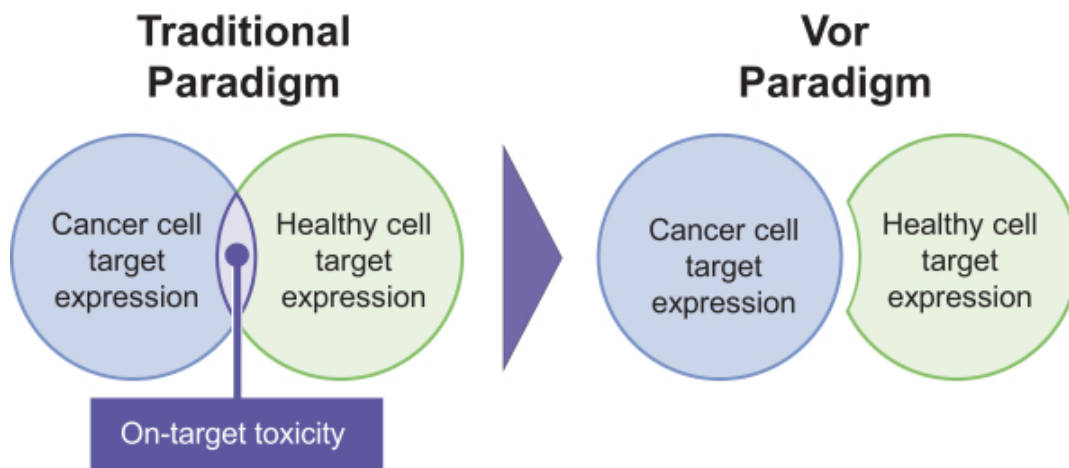 Traditional
Paradigm
Cancer cell
target
expression
Healthy cell
target
expression
On-target toxicity
Vor
Paradigm
Cancer cell
target
expression
Healthy cell
target
expression